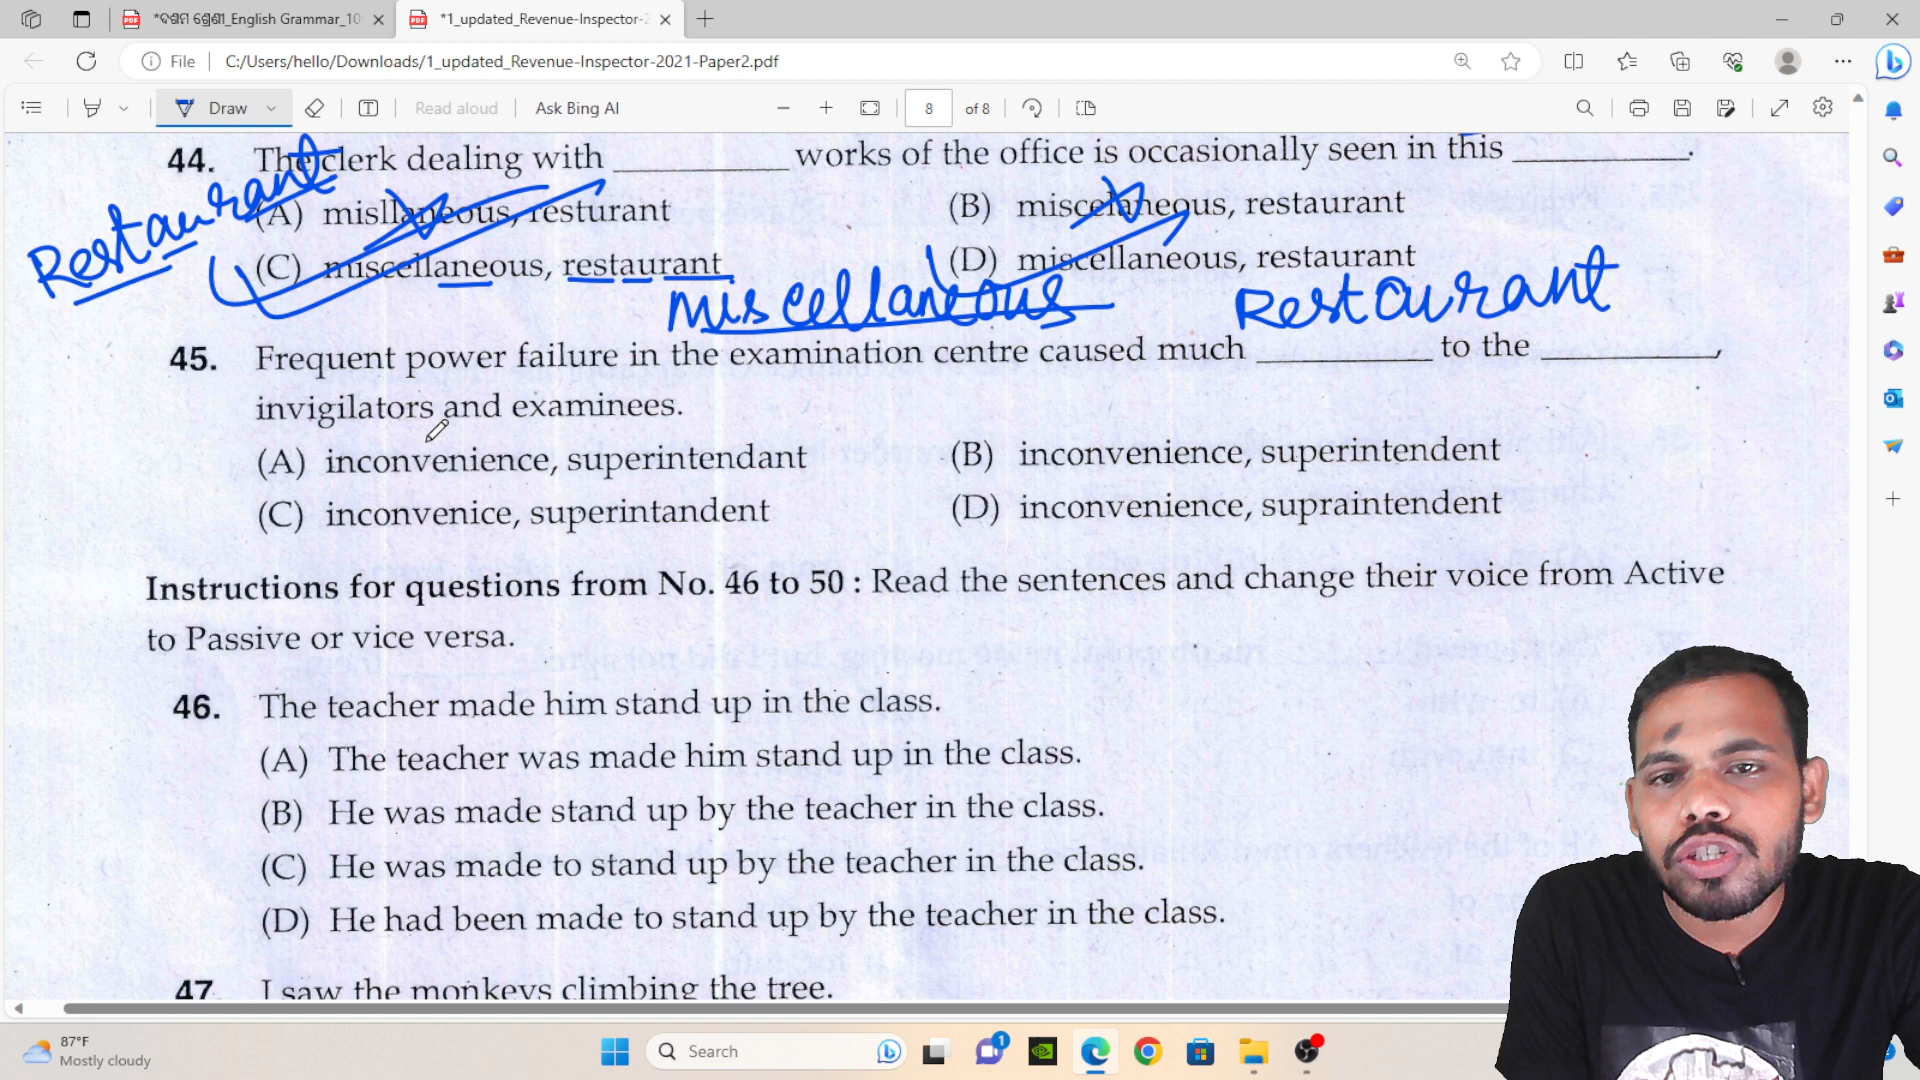 *ଦଶମ ଶ୍ରେଣୀ_English Grammar_10
*1_updated_Revenue-Inspector-2
File
C:/Users/hello/Downloads/1_updated_Revenue-Inspector-2021-Paper2.pdf
Draw
Read aloud
Ask Bing AI
8 of 8
44. The clerk dealing with __________ works of the office is occasionally seen in this __________.
Restaurant
(A) misllaneous, resturant
(B) miscelaneous, restaurant
(C) miscellaneous, restaurant
(D) miscellaneous, restaurant
miscellaneous
Restaurant
45. Frequent power failure in the examination centre caused much __________ to the __________,
invigilators and examinees.
(A) inconvenience, superintendant
(B) inconvenience, superintendent
(C) inconvenice, superintandent
(D) inconvenience, supraintendent
Instructions for questions from No. 46 to 50 : Read the sentences and change their voice from Active
to Passive or vice versa.
46. The teacher made him stand up in the class.
(A) The teacher was made him stand up in the class.
(B) He was made stand up by the teacher in the class.
(C) He was made to stand up by the teacher in the class.
(D) He had been made to stand up by the teacher in the class.
47 I saw the monkeys climbing the tree.
87°F
Mostly cloudy
Search
1